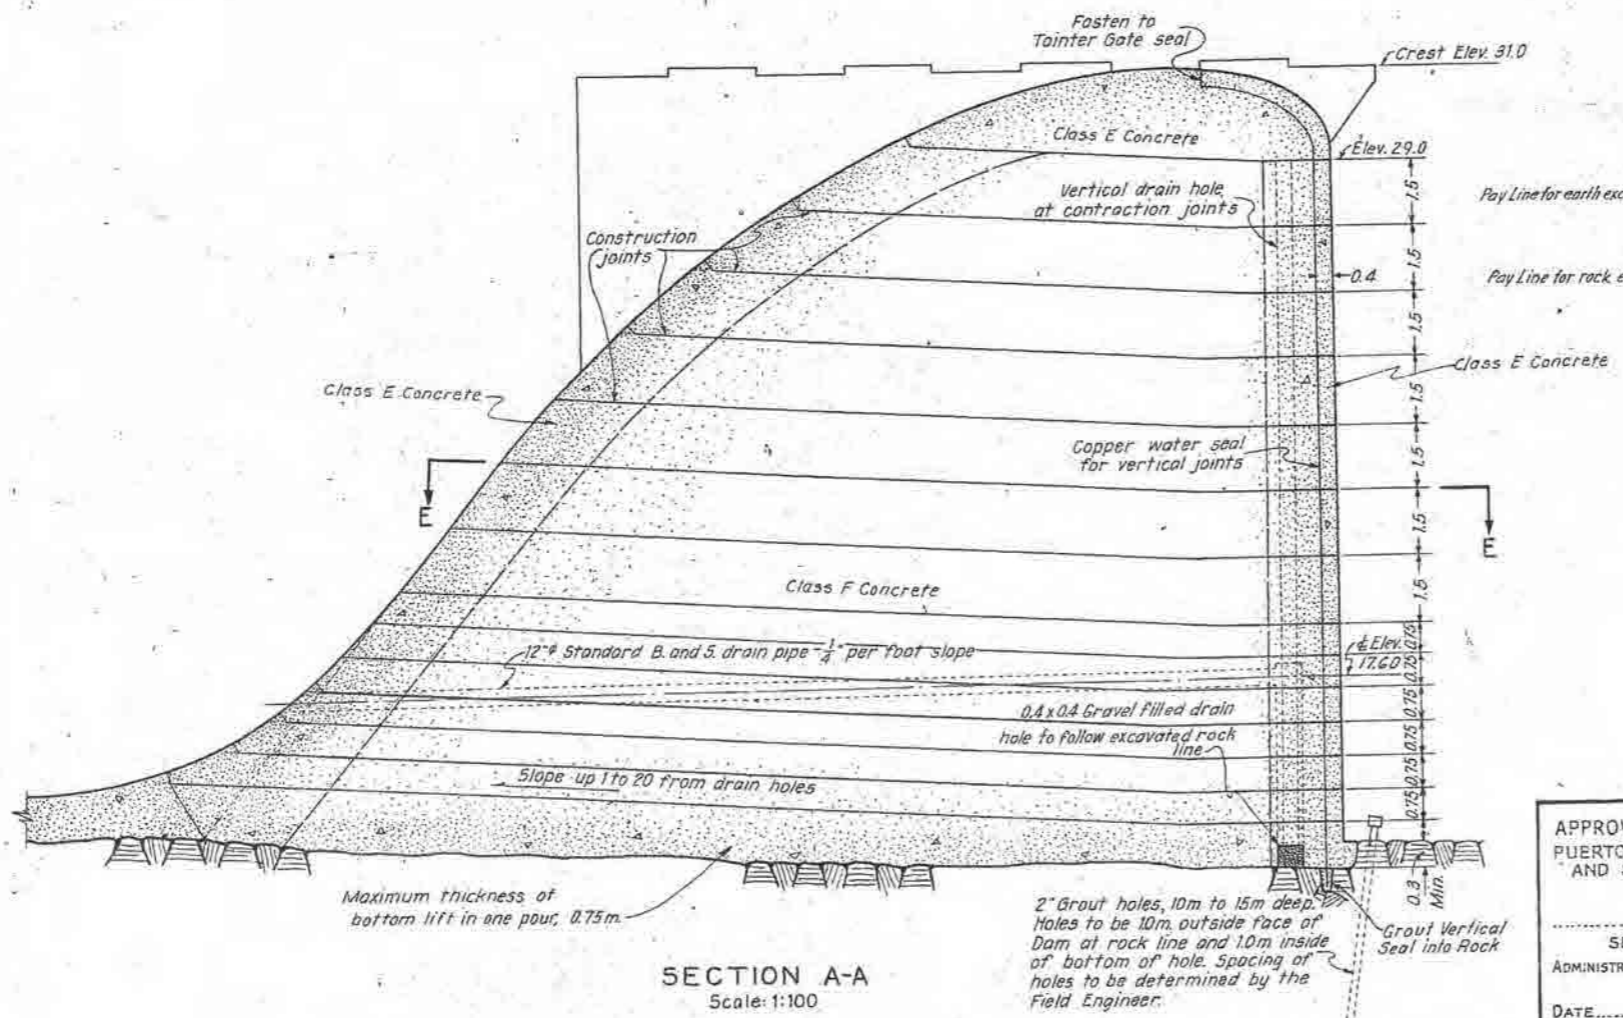 Fasten to
Tainter Gate seal
Crest Elev. 31.0
Class E Concrete
Elev. 29.0
Vertical drain hole
at contraction joints
1.5
Pay Line for earth exc
Construction
joints
1.5
0.4
Pay Line for rock e
1.5
Class E Concrete
Class E Concrete
1.5
Copper water seal
for vertical joints
1.5
E
E
1.5
Class F Concrete
1.5
12"φ Standard B. and S. drain pipe - 1/4" per foot slope
0.75
Elev.
17.60
0.75
0.4 x 0.4 Gravel filled drain
hole to follow excavated rock
line
0.75
0.75
Slope up 1 to 20 from drain holes
0.75
0.75
0.3
Min.
Maximum thickness of
bottom lift in one pour, 0.75m.
2" Grout holes, 10m to 15m deep.
Holes to be 1.0m. outside face of
Dam at rock line and 1.0m inside
of bottom of hole. Spacing of
holes to be determined by the
Field Engineer.
Grout Vertical
Seal into Rock
SECTION A-A
Scale: 1:100
APPROV
PUERTO
AND
ADMINISTR
DATE